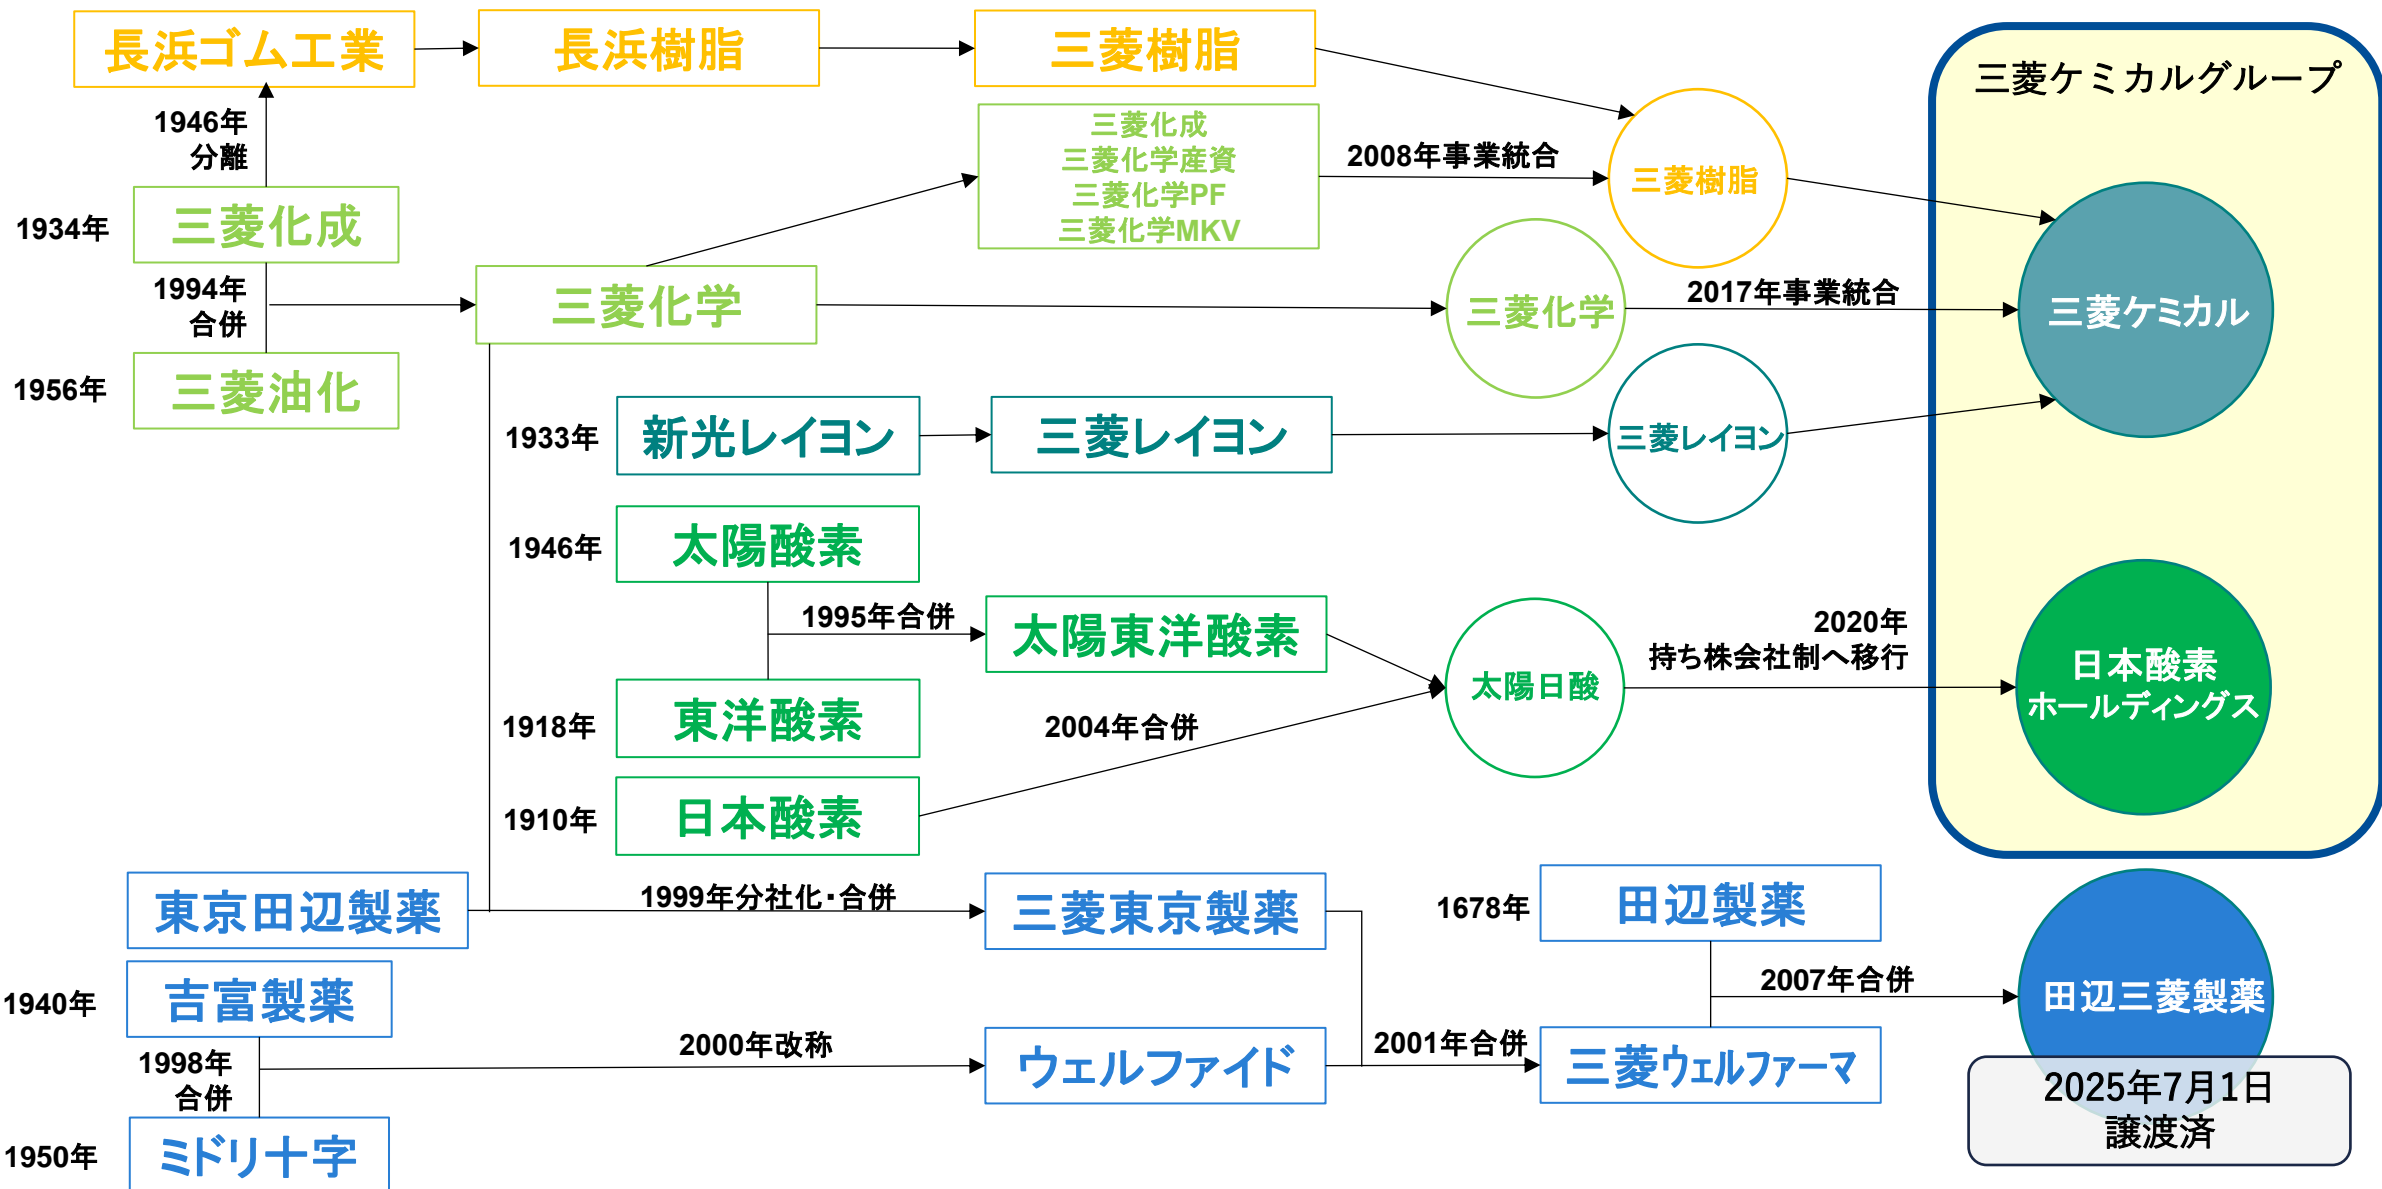 長浜ゴム工業
長浜樹脂
三菱樹脂
三菱ケミカルグループ
1946年
分離
三菱化成
三菱化学産資
三菱化学PF
三菱化学MKV
2008年事業統合
三菱樹脂
1934年
三菱化成
1994年
合併
三菱化学
三菱化学
2017年事業統合
三菱ケミカル
1956年
三菱油化
1933年
新光レイヨン
三菱レイヨン
三菱レイヨン
1946年
太陽酸素
1995年合併
太陽東洋酸素
太陽日酸
2020年
持ち株会社制へ移行
日本酸素
ホールディングス
1918年
東洋酸素
2004年合併
1910年
日本酸素
東京田辺製薬
1999年分社化・合併
三菱東京製薬
1678年
田辺製薬
2007年合併
田辺三菱製薬
1940年
吉富製薬
1998年
合併
2000年改称
ウェルファイド
2001年合併
三菱ウェルファーマ
2025年7月1日
譲渡済
1950年
ミドリ十字